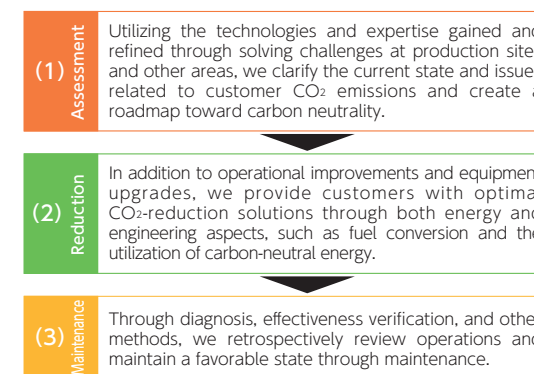 (1) Assessment
Utilizing the technologies and expertise gained and
refined through solving challenges at production site
and other areas, we clarify the current state and issue
related to customer CO2 emissions and create a
roadmap toward carbon neutrality.
(2) Reduction
In addition to operational improvements and equipmen
upgrades, we provide customers with optima
CO2-reduction solutions through both energy and
engineering aspects, such as fuel conversion and the
utilization of carbon-neutral energy.
(3) Maintenance
Through diagnosis, effectiveness verification, and othe
methods, we retrospectively review operations and
maintain a favorable state through maintenance.